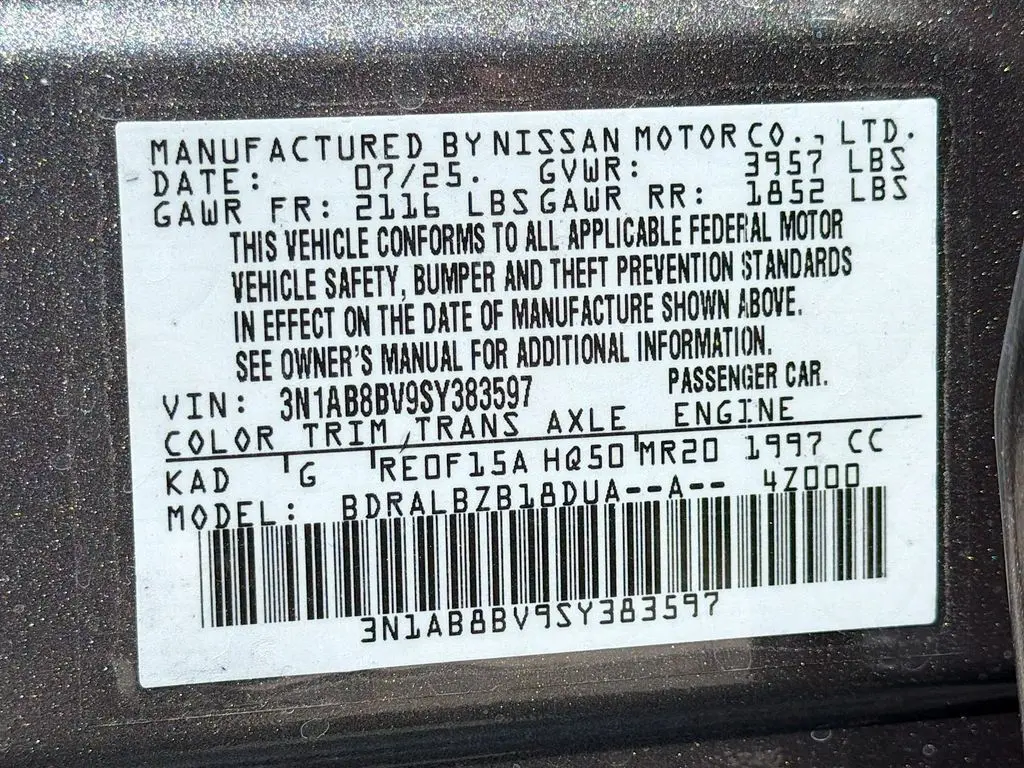 MANUFACTURED BY NISSAN MOTOR CO., LTD.
DATE: 07/25. GVWR: 3957 LBS
GAWR FR: 2116 LBS GAWR RR: 1852 LBS
THIS VEHICLE CONFORMS TO ALL APPLICABLE FEDERAL MOTOR
VEHICLE SAFETY, BUMPER AND THEFT PREVENTION STANDARDS
IN EFFECT ON THE DATE OF MANUFACTURE SHOWN ABOVE.
SEE OWNER'S MANUAL FOR ADDITIONAL INFORMATION.
VIN: 3N1AB8BV9SY383597 PASSENGER CAR.
COLOR TRIM TRANS AXLE ENGINE
KAD G RE0F15A HQ50 MR20 1997 CC
MODEL: BDRALBZB18DUA--A-- 4Z000
3N1AB8BV9SY383597